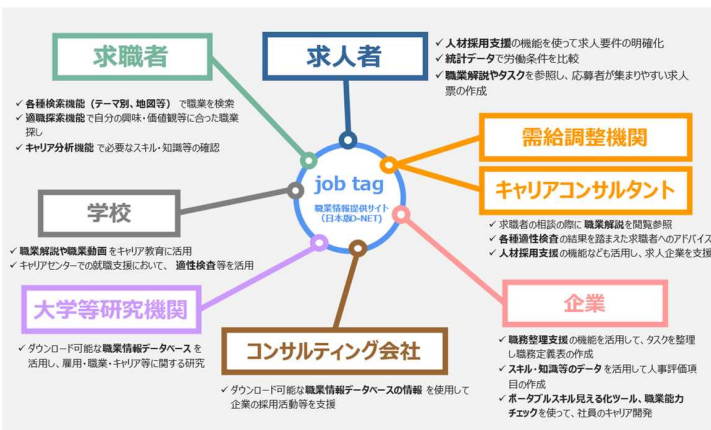 求職者
✓ 各種検索機能（テーマ別、地図等）で職業を検索
✓ 適職探索機能で自分の興味・価値観等に合った職業
探し
✓ キャリア分析機能で必要なスキル・知識等の確認
求人者
✓ 人材採用支援の機能を使って求人要件の明確化
✓ 統計データで労働条件を比較
✓ 職業解説やタスクを参照し、応募者が集まりやすい求人
票の作成
需給調整機関
キャリアコンサルタント
✓ 求職者の相談の際に職業解説を閲覧参照
✓ 各種適性検査の結果を踏まえた求職者へのアドバイス
✓ 人材採用支援の機能なども活用し、求人企業を支援
job tag
職業情報提供サイト
（日本版O-NET）
学校
✓ 職業解説や職業動画をキャリア教育に活用
✓ キャリアセンターでの就職支援において、適性検査等を活用
大学等研究機関
✓ ダウンロード可能な職業情報データベースを
活用し、雇用・職業・キャリア等に関する研究
コンサルティング会社
✓ ダウンロード可能な職業情報データベースの情報 を使用して
企業の採用活動等を支援
企業
✓ 職務整理支援の機能を活用して、タスクを整理
し職務定義表の作成
✓ スキル・知識等のデータを活用して人事評価項
目の作成
✓ ポータブルスキル見える化ツール、職業能力
チェックを使って、社員のキャリア開発